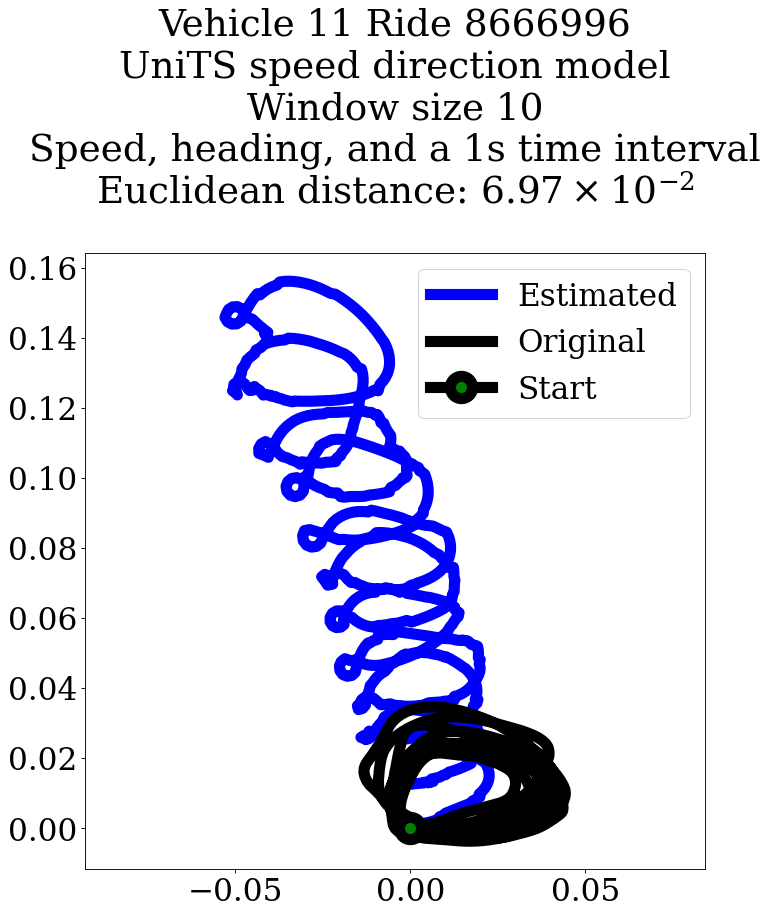 Vehicle 11 Ride 8666996
UniTS speed direction model
Window size 10
Speed, heading, and a 1s time interval
Euclidean distance: 6.97 × 10⁻²
Estimated
Original
Start
0.16
0.14
0.12
0.10
0.08
0.06
0.04
0.02
0.00
−0.05 0.00 0.05